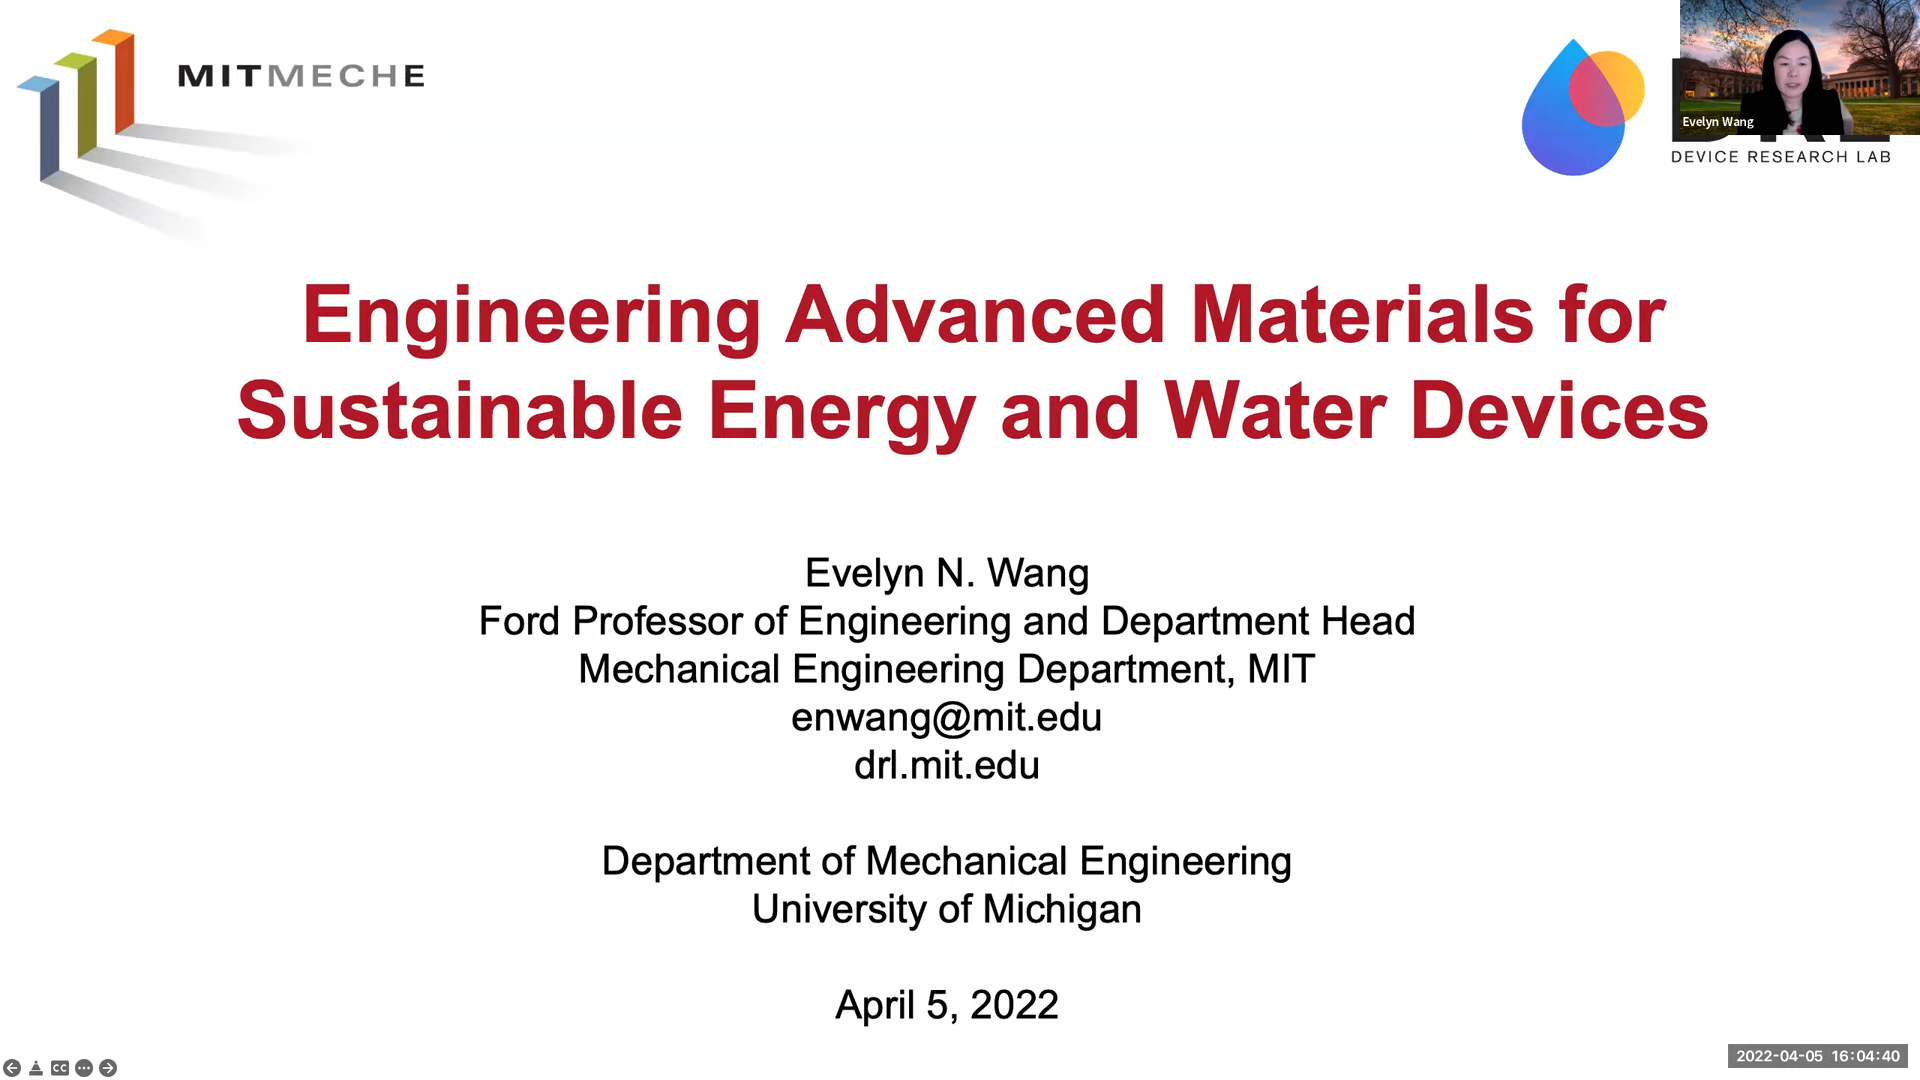 MITMECHE
Evelyn Wang
DEVICE RESEARCH LAB
Engineering Advanced Materials for
Sustainable Energy and Water Devices
Evelyn N. Wang
Ford Professor of Engineering and Department Head
Mechanical Engineering Department, MIT
enwang@mit.edu
drl.mit.edu
Department of Mechanical Engineering
University of Michigan
April 5, 2022
CC
2022-04-05 16:04:40